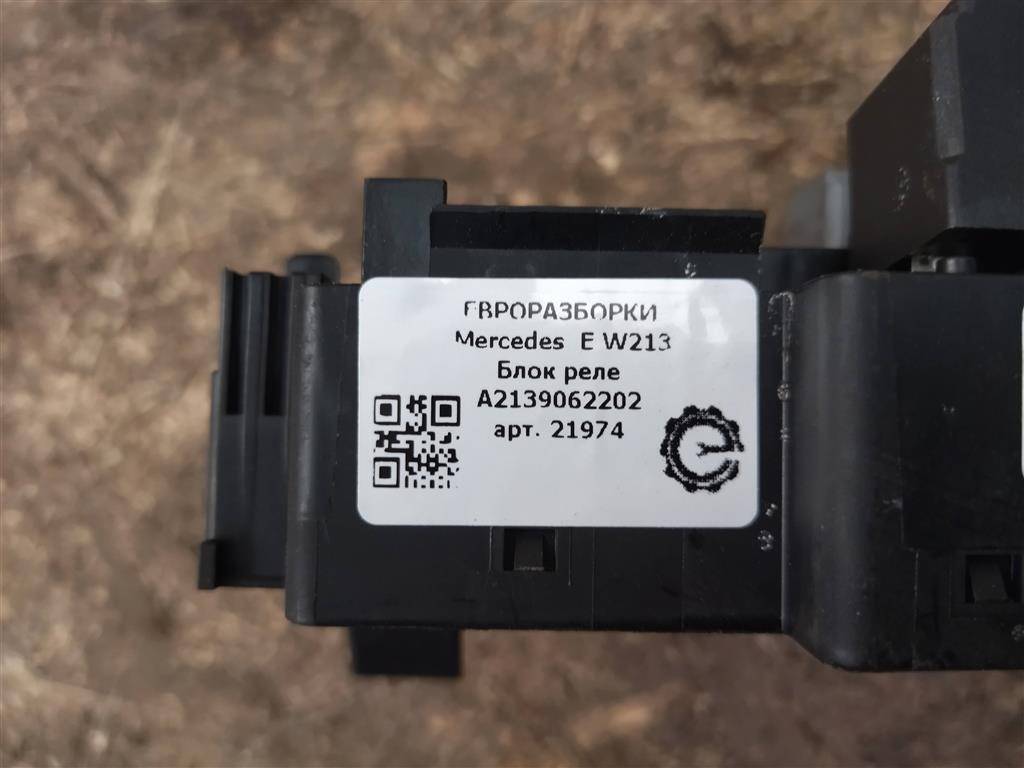 ЕВРОРАЗБОРКИ
Mercedes E W213
Блок реле
A2139062202
арт. 21974